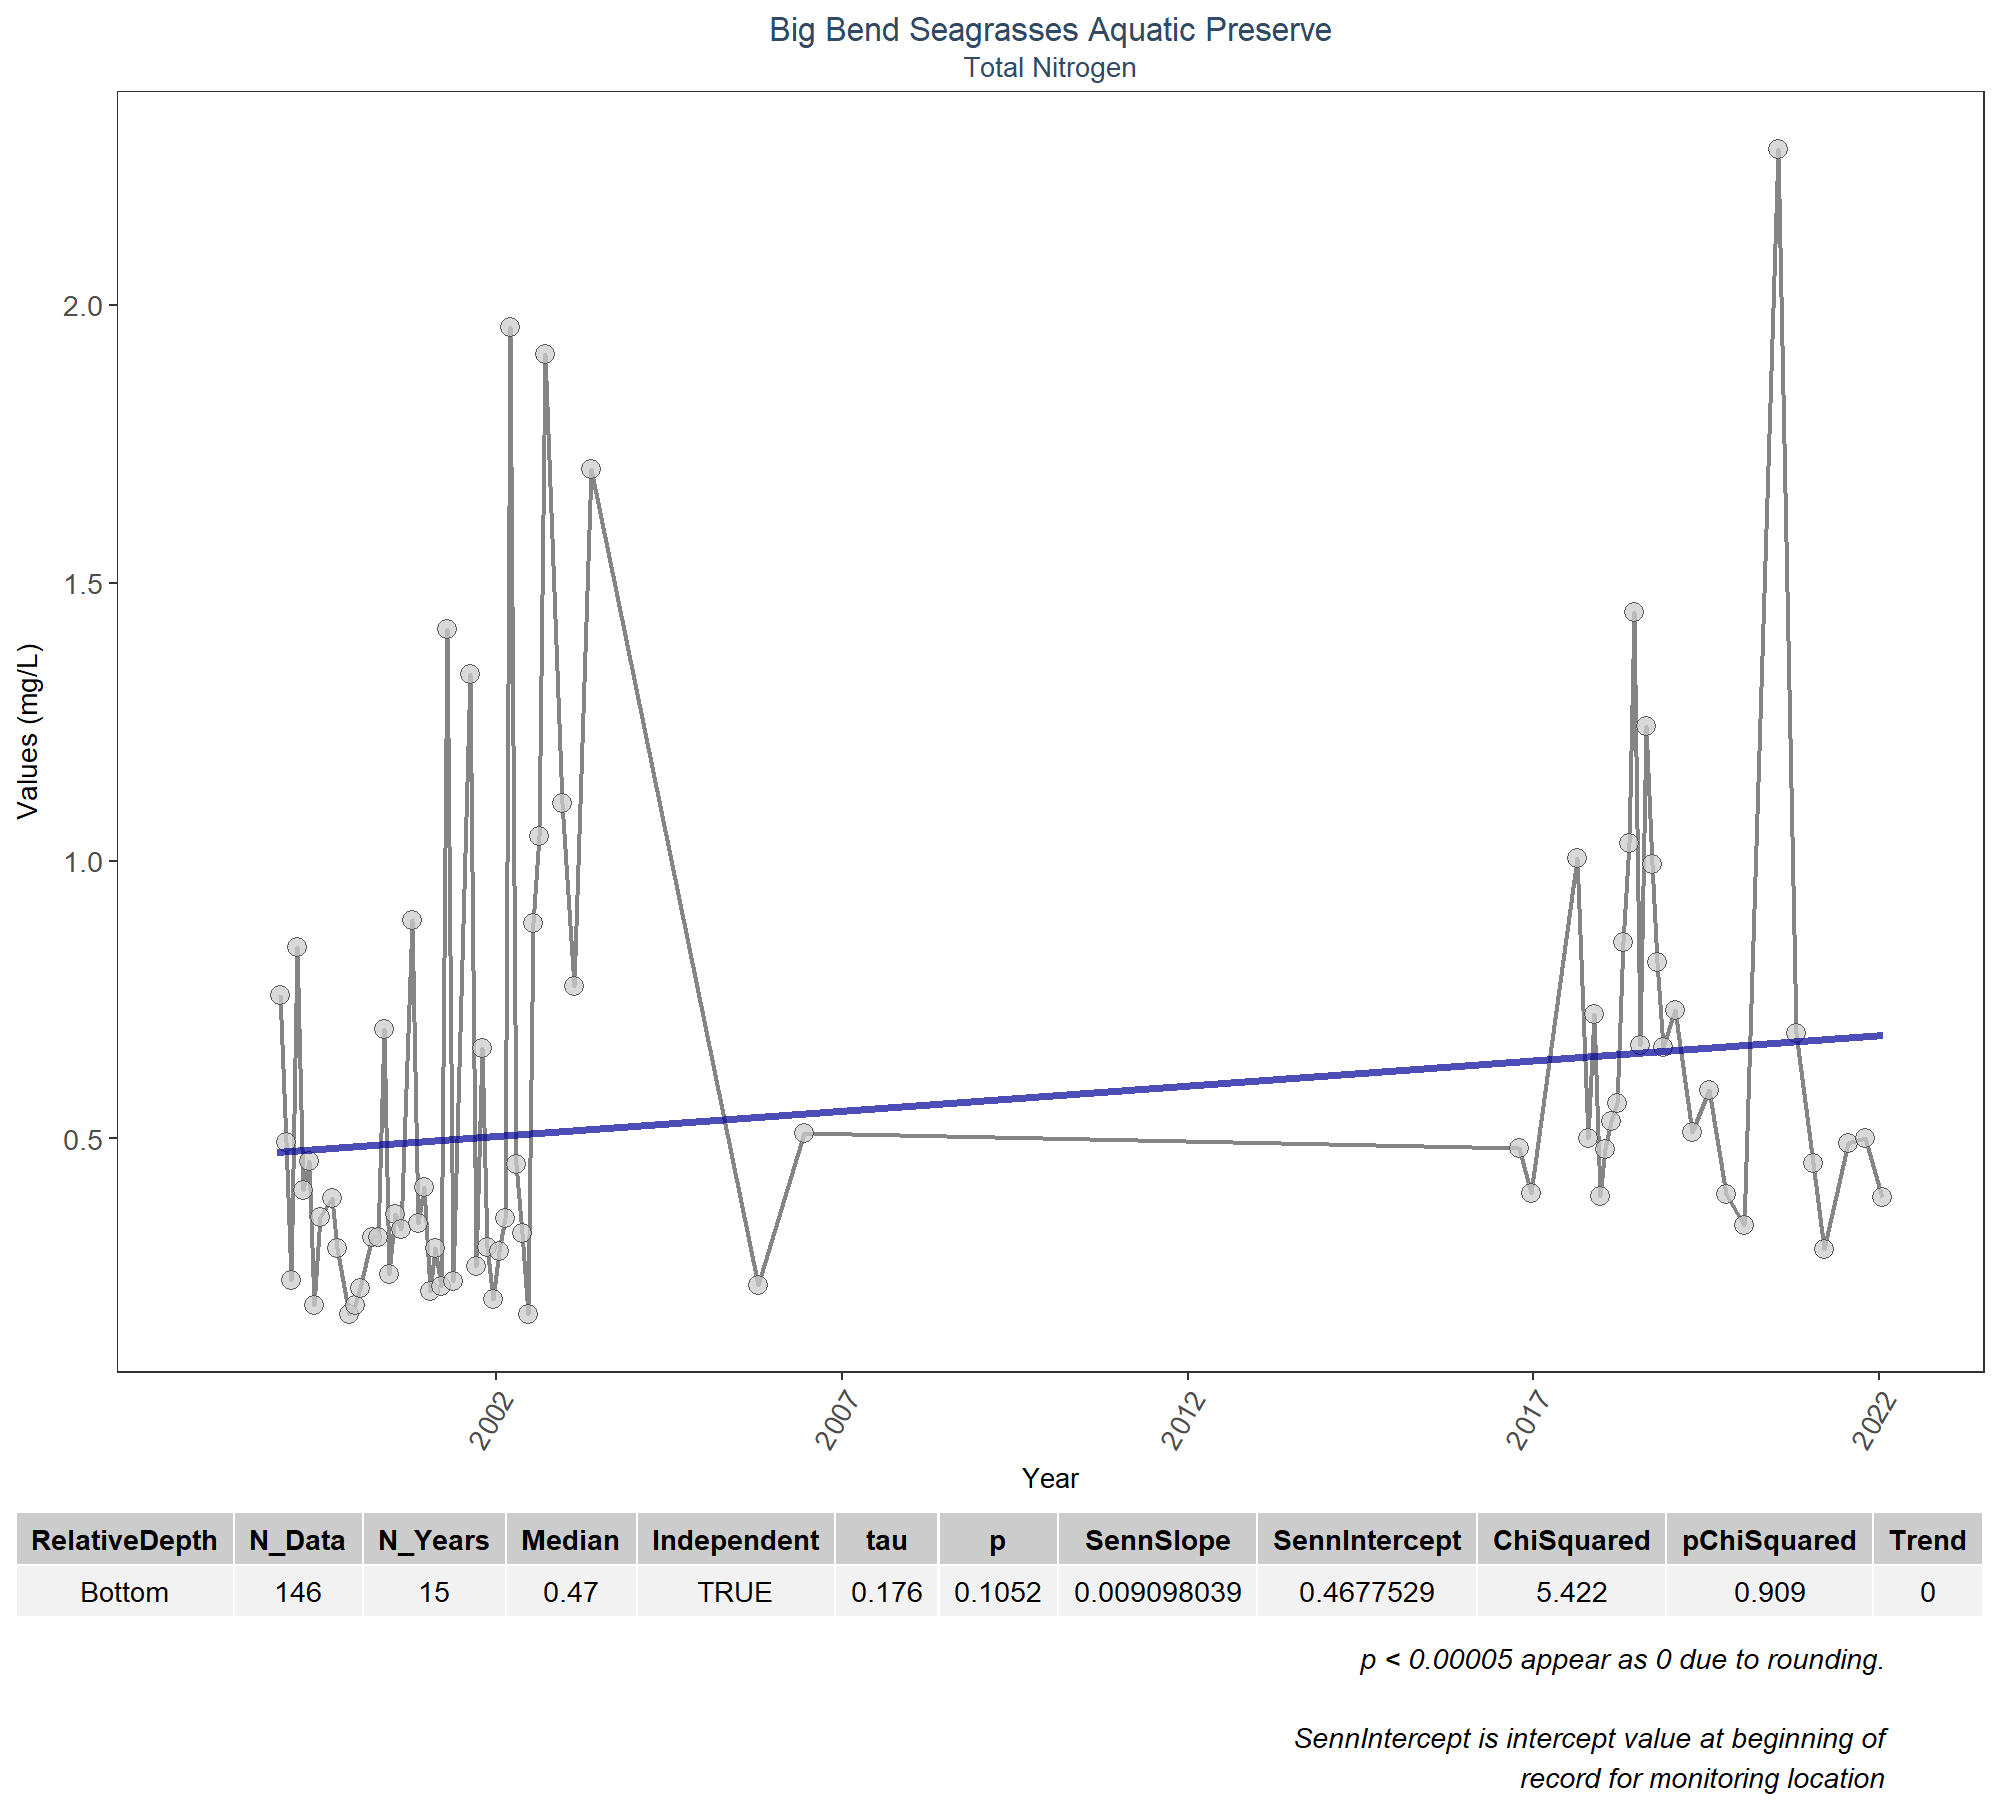 Big Bend Seagrasses Aquatic Preserve
Total Nitrogen
Values (mg/L)
2.0
1.5
1.0
0.5
2002
2007
2012
2017
2022
Year
RelativeDepth N_Data N_Years Median Independent tau p SennSlope SennIntercept ChiSquared pChiSquared Trend
Bottom 146 15 0.47 TRUE 0.176 0.1052 0.009098039 0.4677529 5.422 0.909 0
p < 0.00005 appear as 0 due to rounding.
SennIntercept is intercept value at beginning of
record for monitoring location